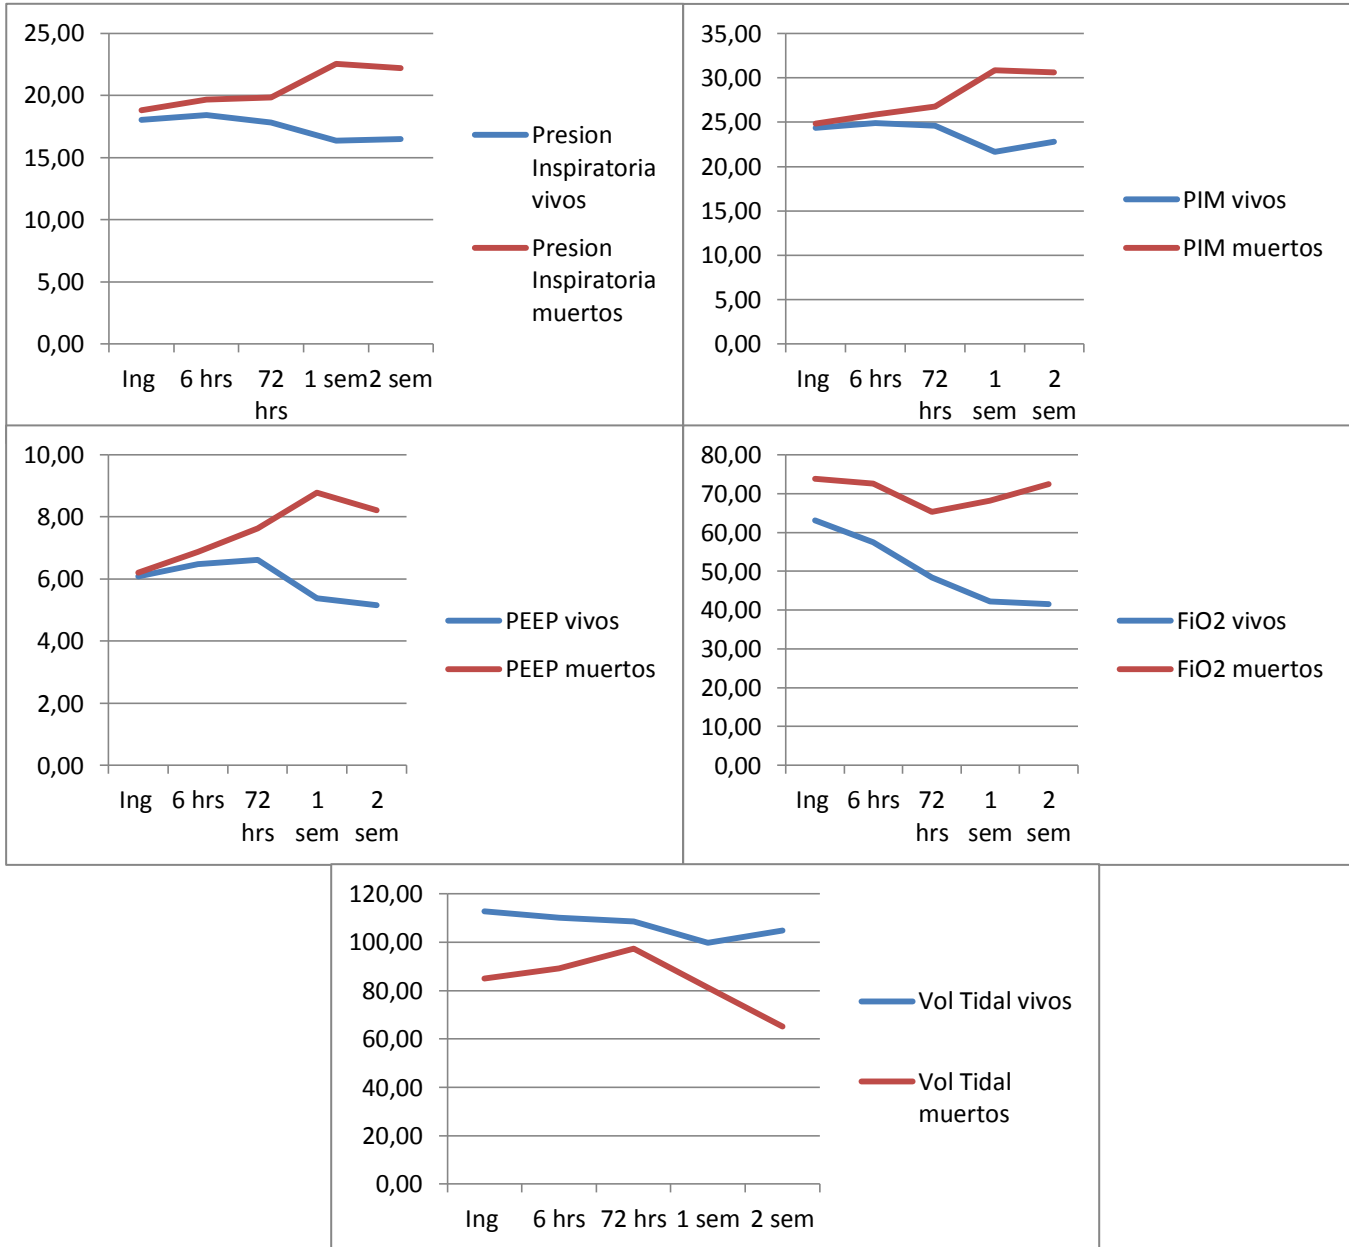 25,00
20,00
15,00
10,00
5,00
0,00
Ing 6 hrs 72 1 sem 2 sem
hrs
Presion
Inspiratoria
vivos
Presion
Inspiratoria
muertos
35,00
30,00
25,00
20,00
15,00
10,00
5,00
0,00
Ing 6 hrs 72 1 2
hrs sem sem
PIM vivos
PIM muertos
10,00
8,00
6,00
4,00
2,00
0,00
Ing 6 hrs 72 1 2
hrs sem sem
PEEP vivos
PEEP muertos
80,00
70,00
60,00
50,00
40,00
30,00
20,00
10,00
0,00
Ing 6 hrs 72 1 2
hrs sem sem
FiO2 vivos
FiO2 muertos
120,00
100,00
80,00
60,00
40,00
20,00
0,00
Ing 6 hrs 72 hrs 1 sem 2 sem
Vol Tidal vivos
Vol Tidal
muertos